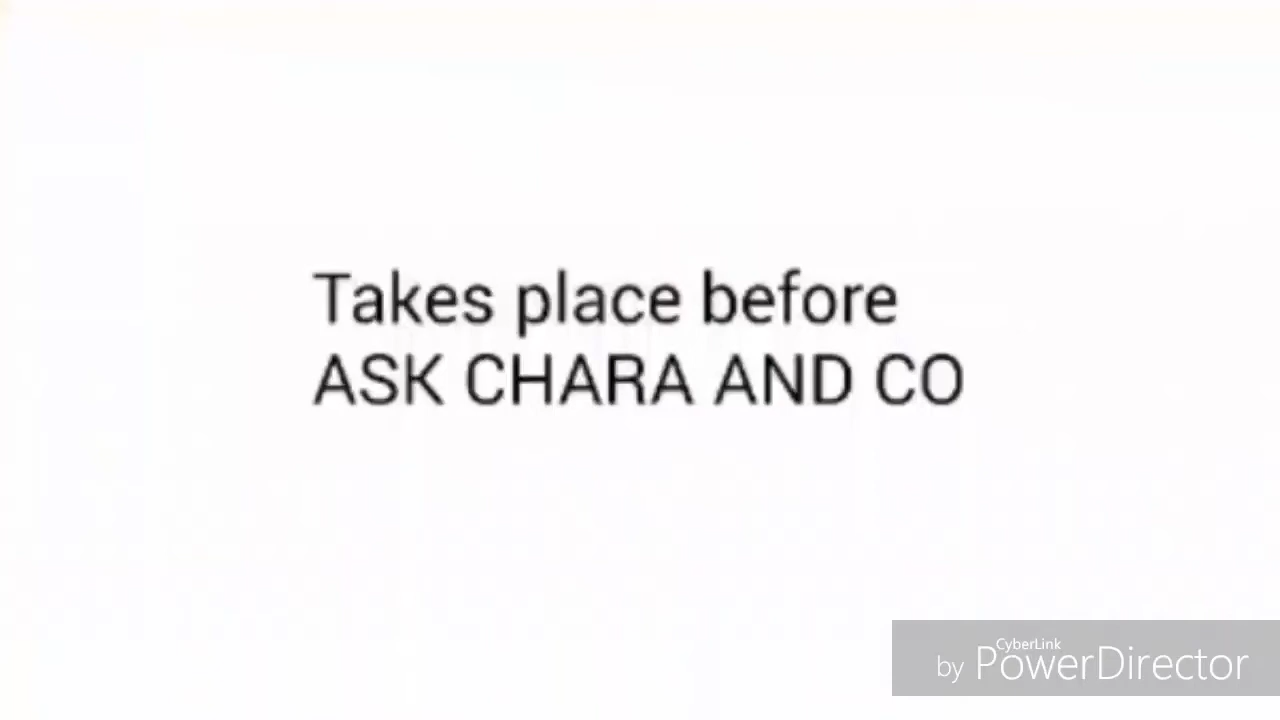 Takes place before
ASK CHARA AND CO
CyberLink
by PowerDirector